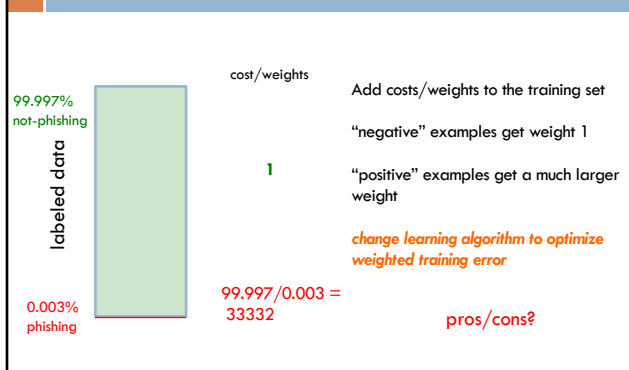 cost/weights
99.997%
not-phishing
labeled data
1
0.003%
phishing
99.997/0.003 =
33332
Add costs/weights to the training set
“negative” examples get weight 1
“positive” examples get a much larger
weight
change learning algorithm to optimize
weighted training error
pros/cons?